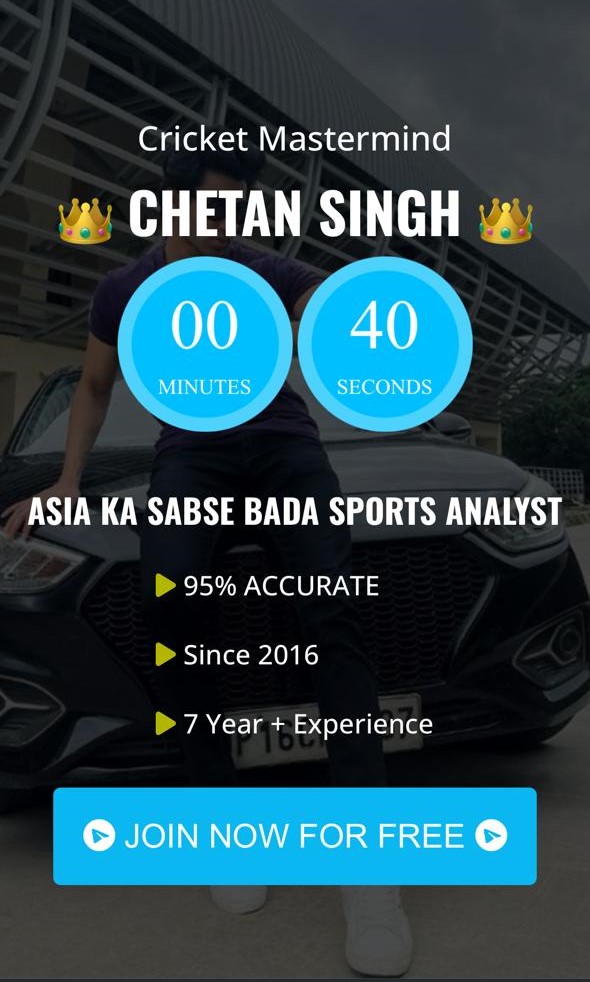 Cricket Mastermind
👑 CHETAN SINGH 👑
00
MINUTES
40
SECONDS
ASIA KA SABSE BADA SPORTS ANALYST
95% ACCURATE
Since 2016
7 Year + Experience
JOIN NOW FOR FREE